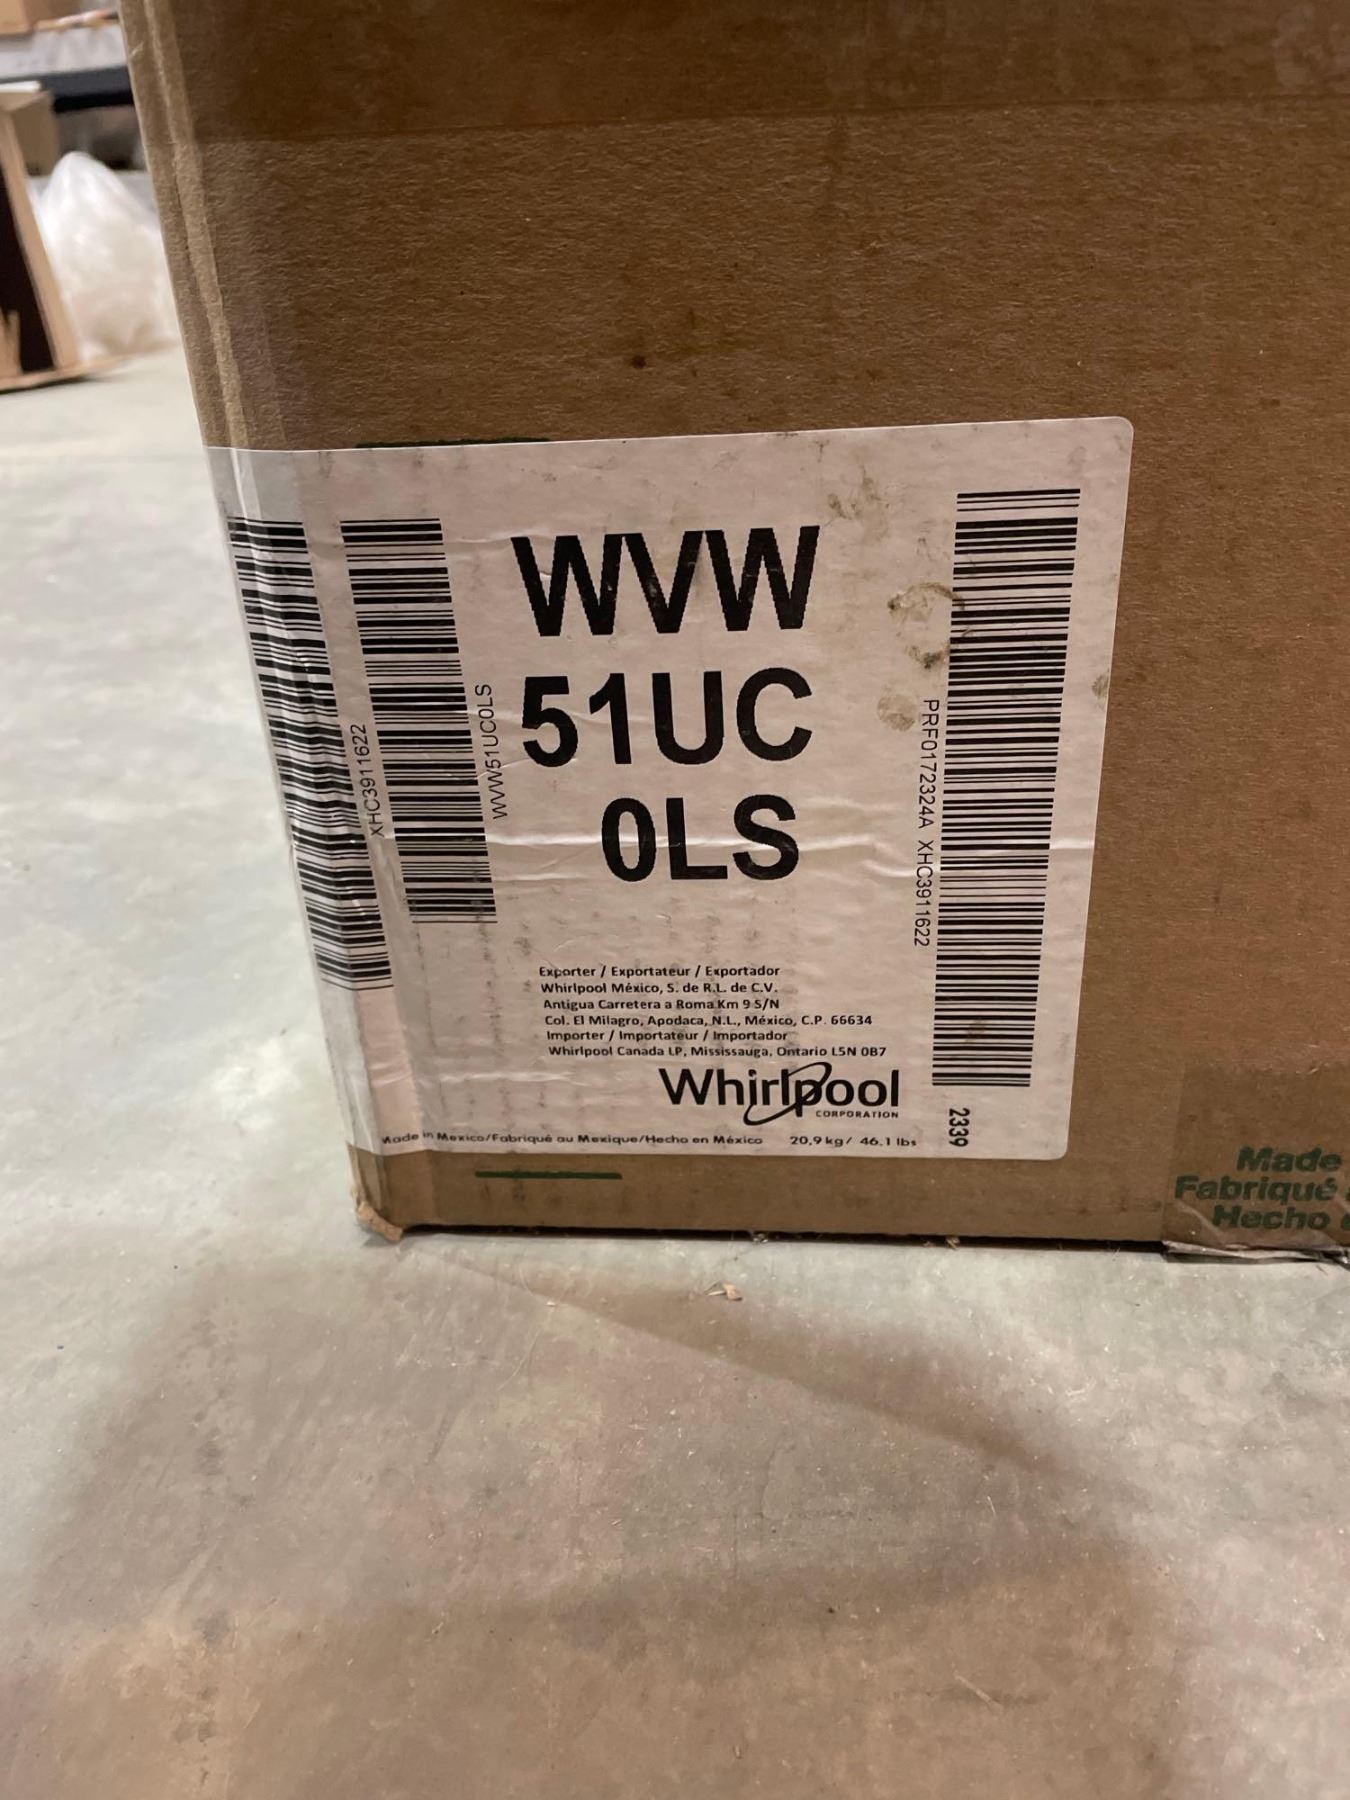 XHC3911622
WVW51UC0LS
WVW
51UC
0LS
PRF0172324A XHC3911622
Exporter / Exportateur / Exportador
Whirlpool México, S. de R.L. de C.V.
Antigua Carretera a Roma Km 9 S/N
Col. El Milagro, Apodaca, N.L., México, C.P. 66634
Importer / Importateur / Importador
Whirlpool Canada LP, Mississauga, Ontario L5N 0B7
Whirlpool
CORPORATION
Made in Mexico/Fabriqué au Mexique/Hecho en México 20,9 kg/ 46.1 lbs
2339
Made
Fabriqué
Hecho